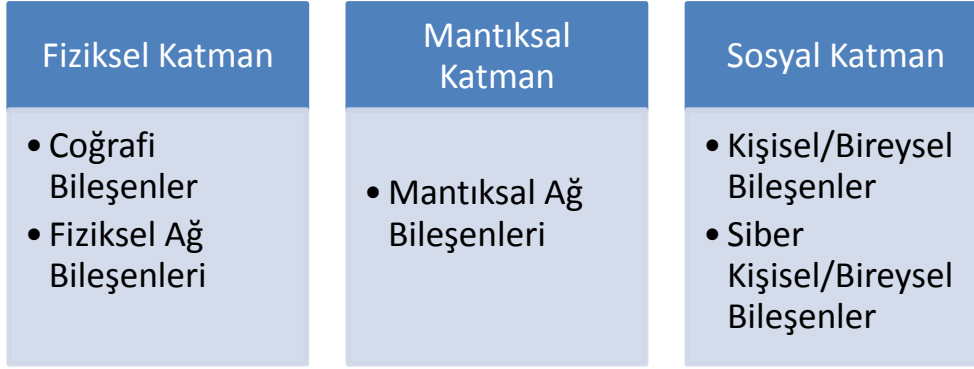 Fiziksel Katman
• Coğrafi
Bileşenler
• Fiziksel Ağ
Bileşenleri
Mantıksal
Katman
• Mantıksal Ağ
Bileşenleri
Sosyal Katman
• Kişisel/Bireysel
Bileşenler
• Siber
Kişisel/Bireysel
Bileşenler